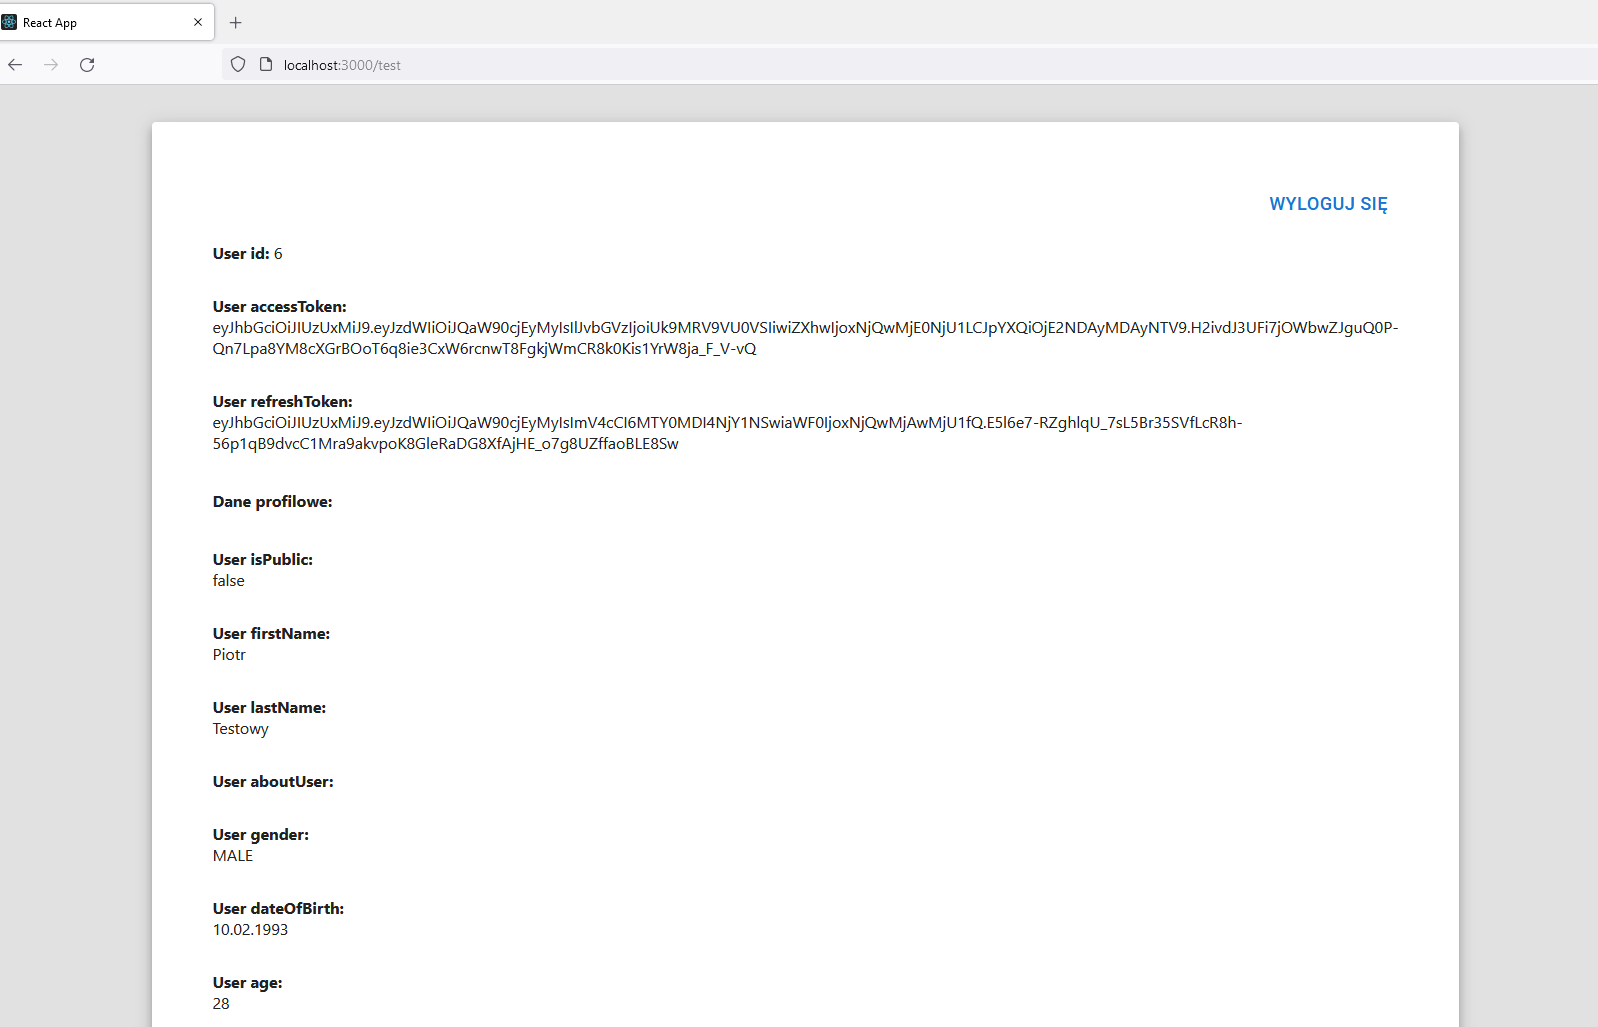 React App
localhost:3000/test
WYLOGUJ SIĘ
User id: 6
User accessToken:
eyJhbGciOiJIUzUxMiJ9.eyJzdWIiOiJQaW90cjEyMyIsIlJvbGVzIjoiUk9MRV9VU0VSIiwiZXhwIjoxNjQwMjE0NjU1LCJpYXQiOjE2NDAyMDAyNTV9.H2ivdJ3UFi7jOWbwZJguQ0P-
Qn7Lpa8YM8cXGrBOoT6q8ie3CxW6rcnwT8FgkjWmCR8k0Kis1YrW8ja_F_V-vQ
User refreshToken:
eyJhbGciOiJIUzUxMiJ9.eyJzdWIiOiJQaW90cjEyMyIsImV4cCI6MTY0MDI4NjY1NSwiaWF0IjoxNjQwMjAwMjU1fQ.E5l6e7-RZghlqU_7sL5Br35SVfLcR8h-
56p1qB9dvcC1Mra9akvpoK8GleRaDG8XfAjHE_o7g8UZffaoBLE8Sw
Dane profilowe:
User isPublic:
false
User firstName:
Piotr
User lastName:
Testowy
User aboutUser:
User gender:
MALE
User dateOfBirth:
10.02.1993
User age:
28